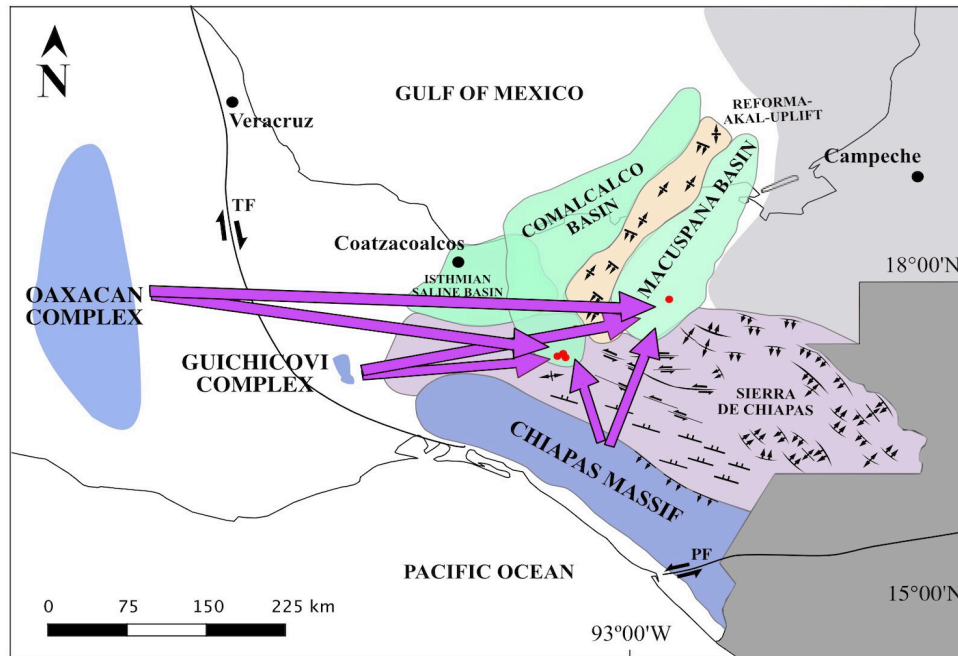 N
GULF OF MEXICO
REFORMA-
AKAL-UPLIFT
Veracruz
Campeche
COMALCALCO
BASIN
MACUSPANA BASIN
TF
Coatzacoalcos
ISTHMIAN
SALINE BASIN
18°00'N
OAXACAN
COMPLEX
GUICHICOVI
COMPLEX
SIERRA
DE CHIAPAS
CHIAPAS MASSIF
PF
PACIFIC OCEAN
15°00'N
0 75 150 225 km
93°00'W